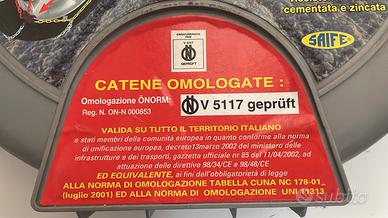 cementata e zincata
SAIFE
V 5117
GEPRÜFT
CATENE OMOLOGATE :
Omologazione ÖNORM:
Reg. N. ON-N 000853
V 5117 geprüft
VALIDA SU TUTTO IL TERRITORIO ITALIANO
e stati membri della comunità europea in quanto conforme alla norma
di unificazione europea, decreto13marzo 2002 del ministero delle
infrastrutture e dei trasporti, gazzetta ufficiale nr 85 del 11/04/2002, ad
attuazione delle direttive 98/34/CE e 98/48/CE
ED EQUIVALENTE, ai fini dell'obbligatorietà di legge
ALLA NORMA DI OMOLOGAZIONE TABELLA CUNA NC 178-01
(luglio 2001) ED ALLA NORMA DI OMOLOGAZIONE UNI 11313
Subito